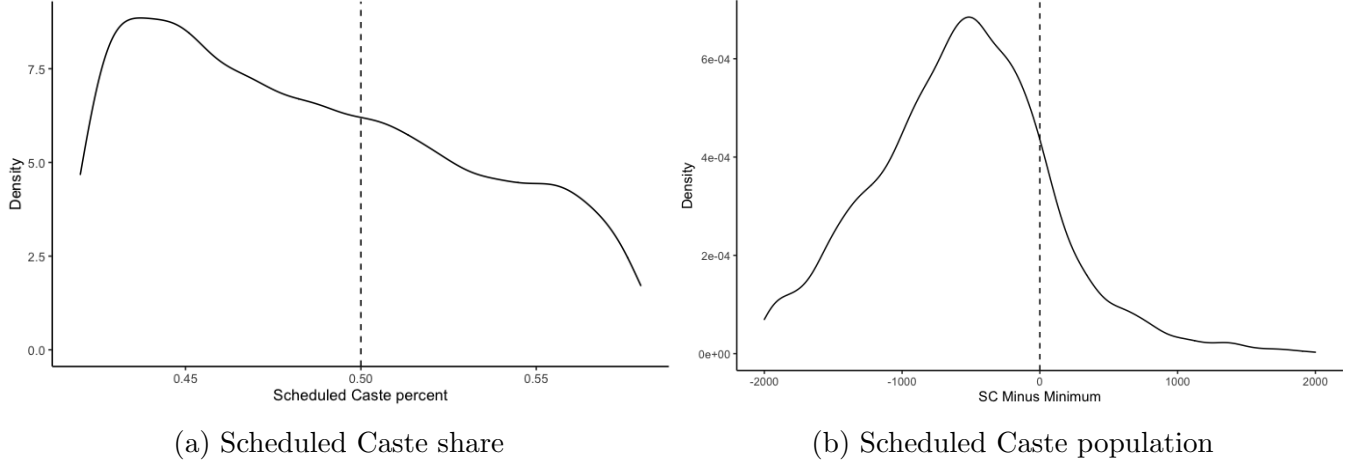 7.5
5.0
2.5
0.0
Density
0.45
0.50
0.55
Scheduled Caste percent
(a) Scheduled Caste share
6e-04
4e-04
2e-04
0e+00
Density
-2000
-1000
0
1000
2000
SC Minus Minimum
(b) Scheduled Caste population